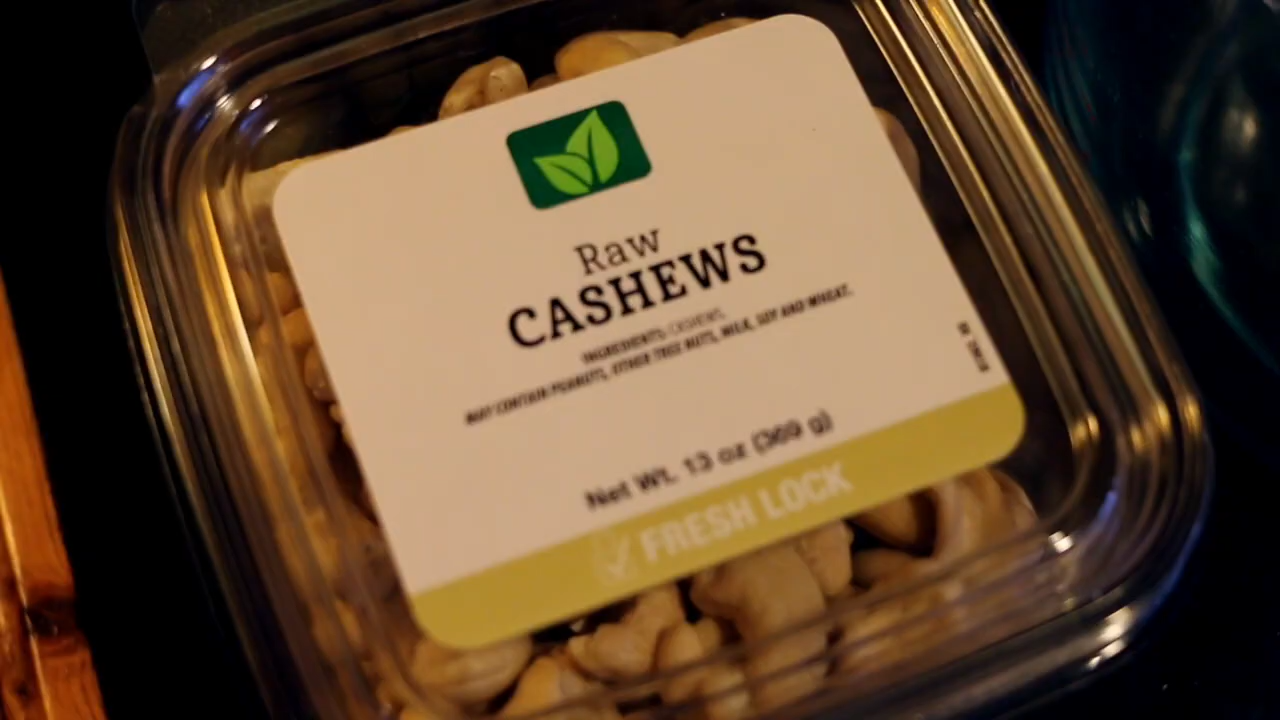 Raw
CASHEWS
INGREDIENTS: CASHEWS.
MAY CONTAIN PEANUTS, OTHER TREE NUTS, MILK, SOY AND WHEAT.
Net Wt. 13 oz (369 g)
FRESH LOCK